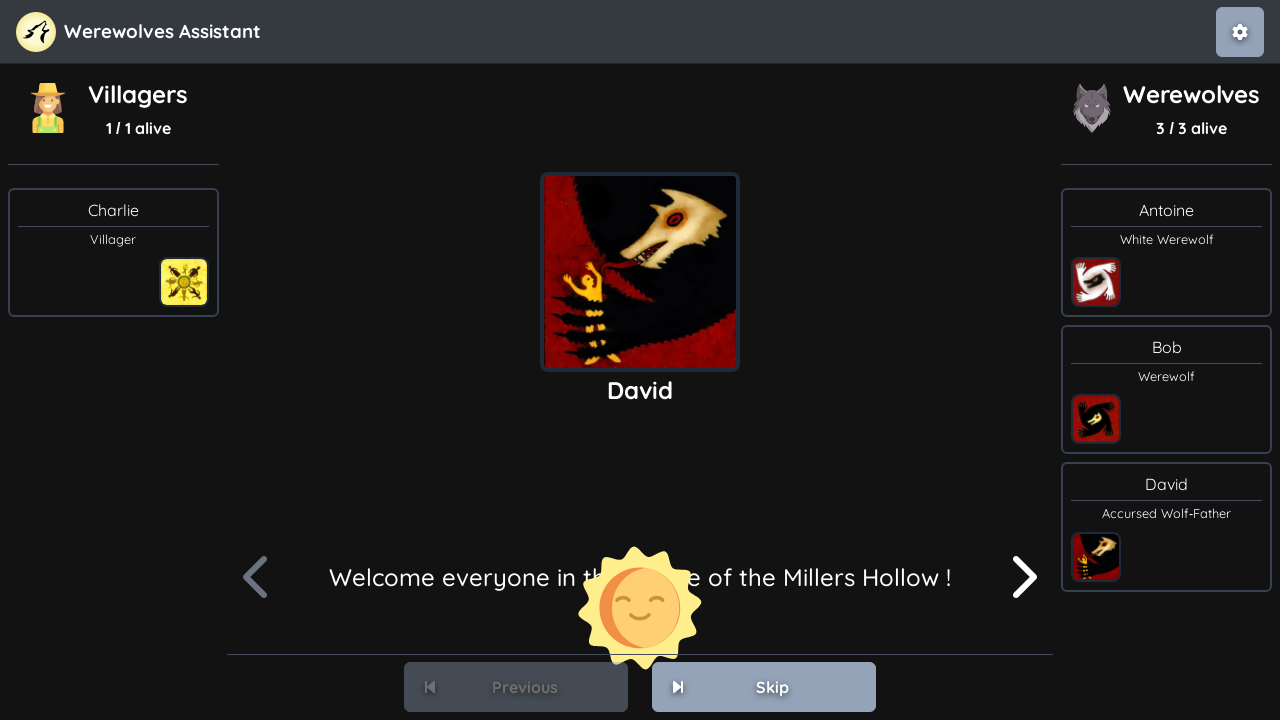 Werewolves Assistant
Villagers
1 / 1 alive
Charlie
Villager
David
Welcome everyone in th e of the Millers Hollow !
Previous
Skip
Werewolves
3 / 3 alive
Antoine
White Werewolf
Bob
Werewolf
David
Accursed Wolf-Father